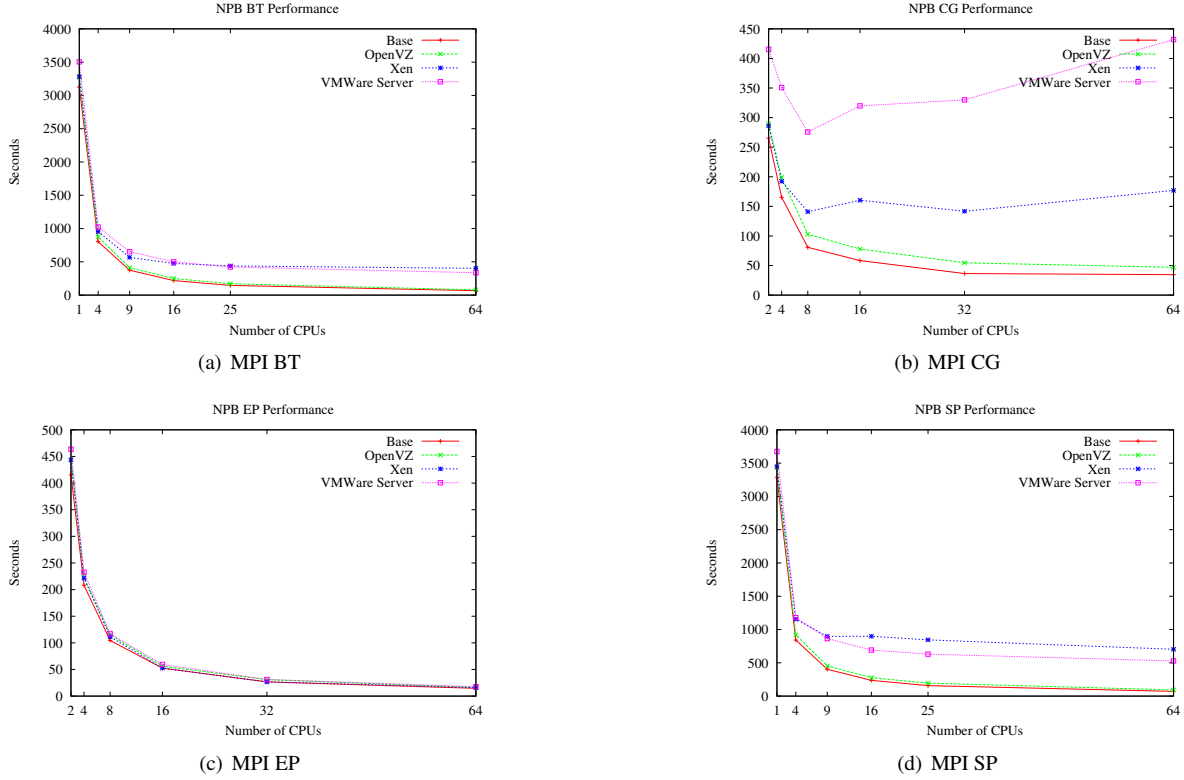 NPB BT Performance
4000
3500
3000
2500
2000
1500
1000
500
0
Seconds
Base
OpenVZ
Xen
VMWare Server
1 4 9 16 25 64
Number of CPUs
(a) MPI BT
NPB CG Performance
450
400
350
300
250
200
150
100
50
0
Seconds
Base
OpenVZ
Xen
VMWare Server
2 4 8 16 32 64
Number of CPUs
(b) MPI CG
NPB EP Performance
500
450
400
350
300
250
200
150
100
50
0
Seconds
Base
OpenVZ
Xen
VMWare Server
2 4 8 16 32 64
Number of CPUs
(c) MPI EP
NPB SP Performance
4000
3500
3000
2500
2000
1500
1000
500
0
Seconds
Base
OpenVZ
Xen
VMWare Server
1 4 9 16 25 64
Number of CPUs
(d) MPI SP